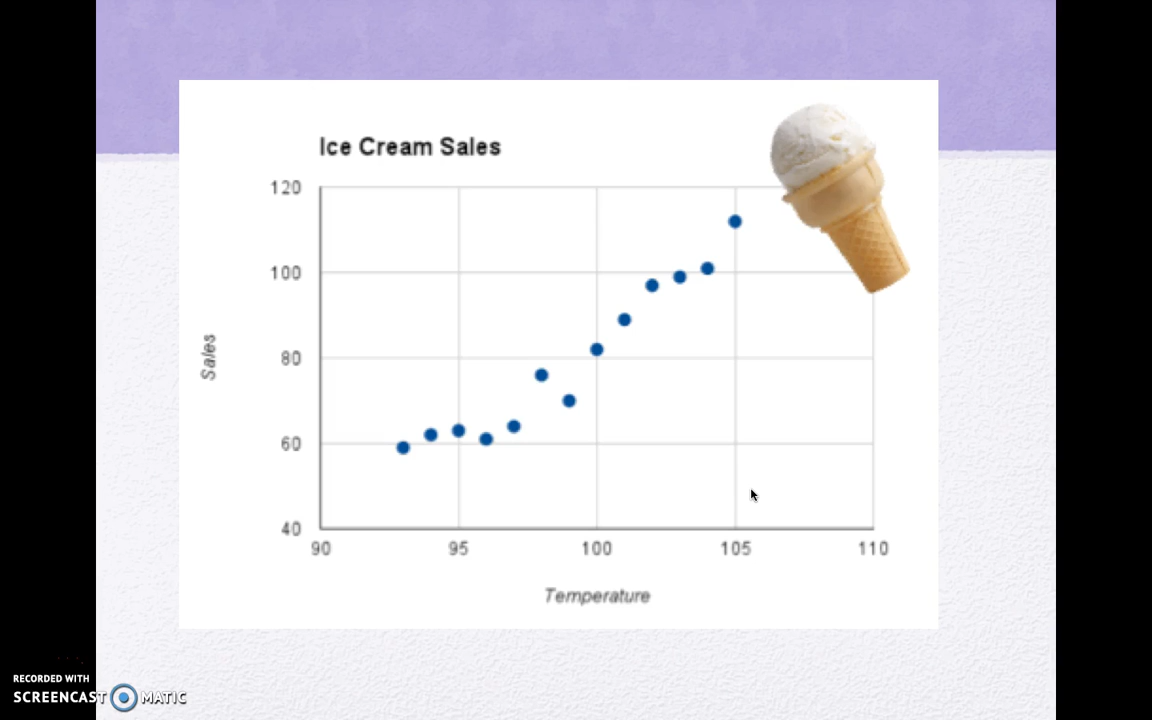 Ice Cream Sales
120
100
80
60
40
Sales
90 95 100 105 110
Temperature
RECORDED WITH
SCREENCAST MATIC